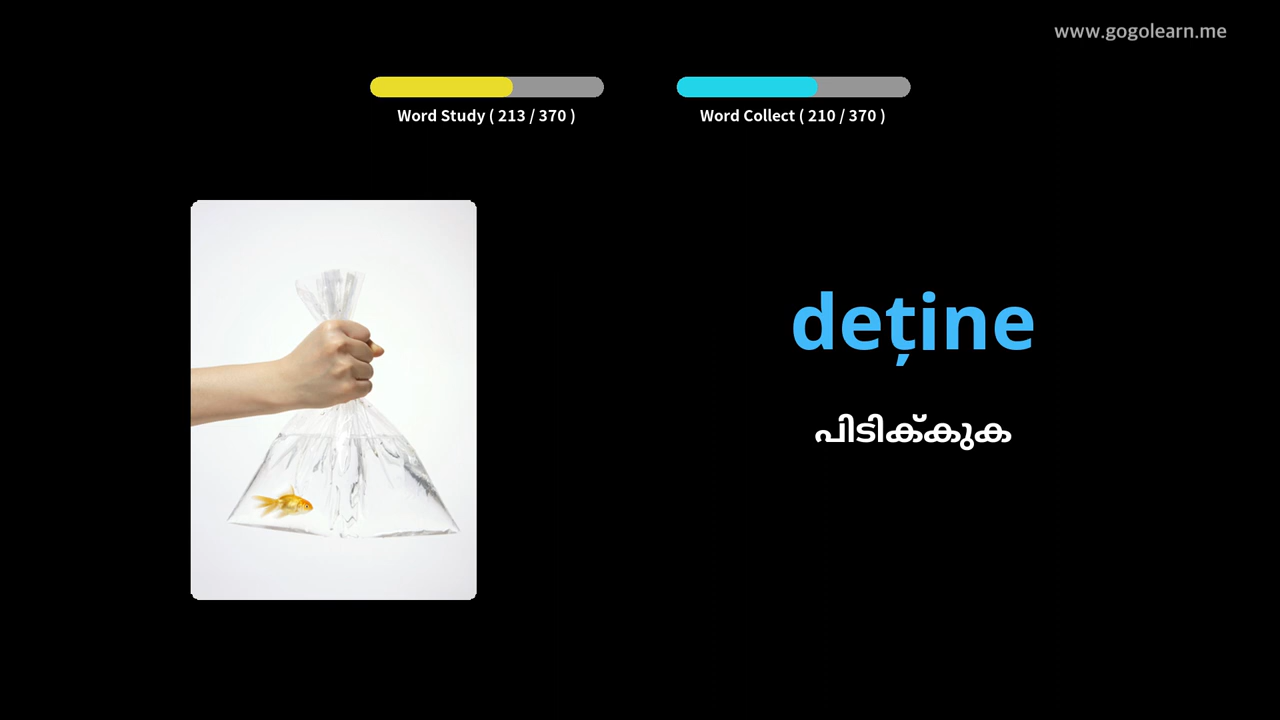 www.gogolearn.me
Word Study ( 213 / 370 )
Word Collect ( 210 / 370 )
deține
പിടിക്കുക